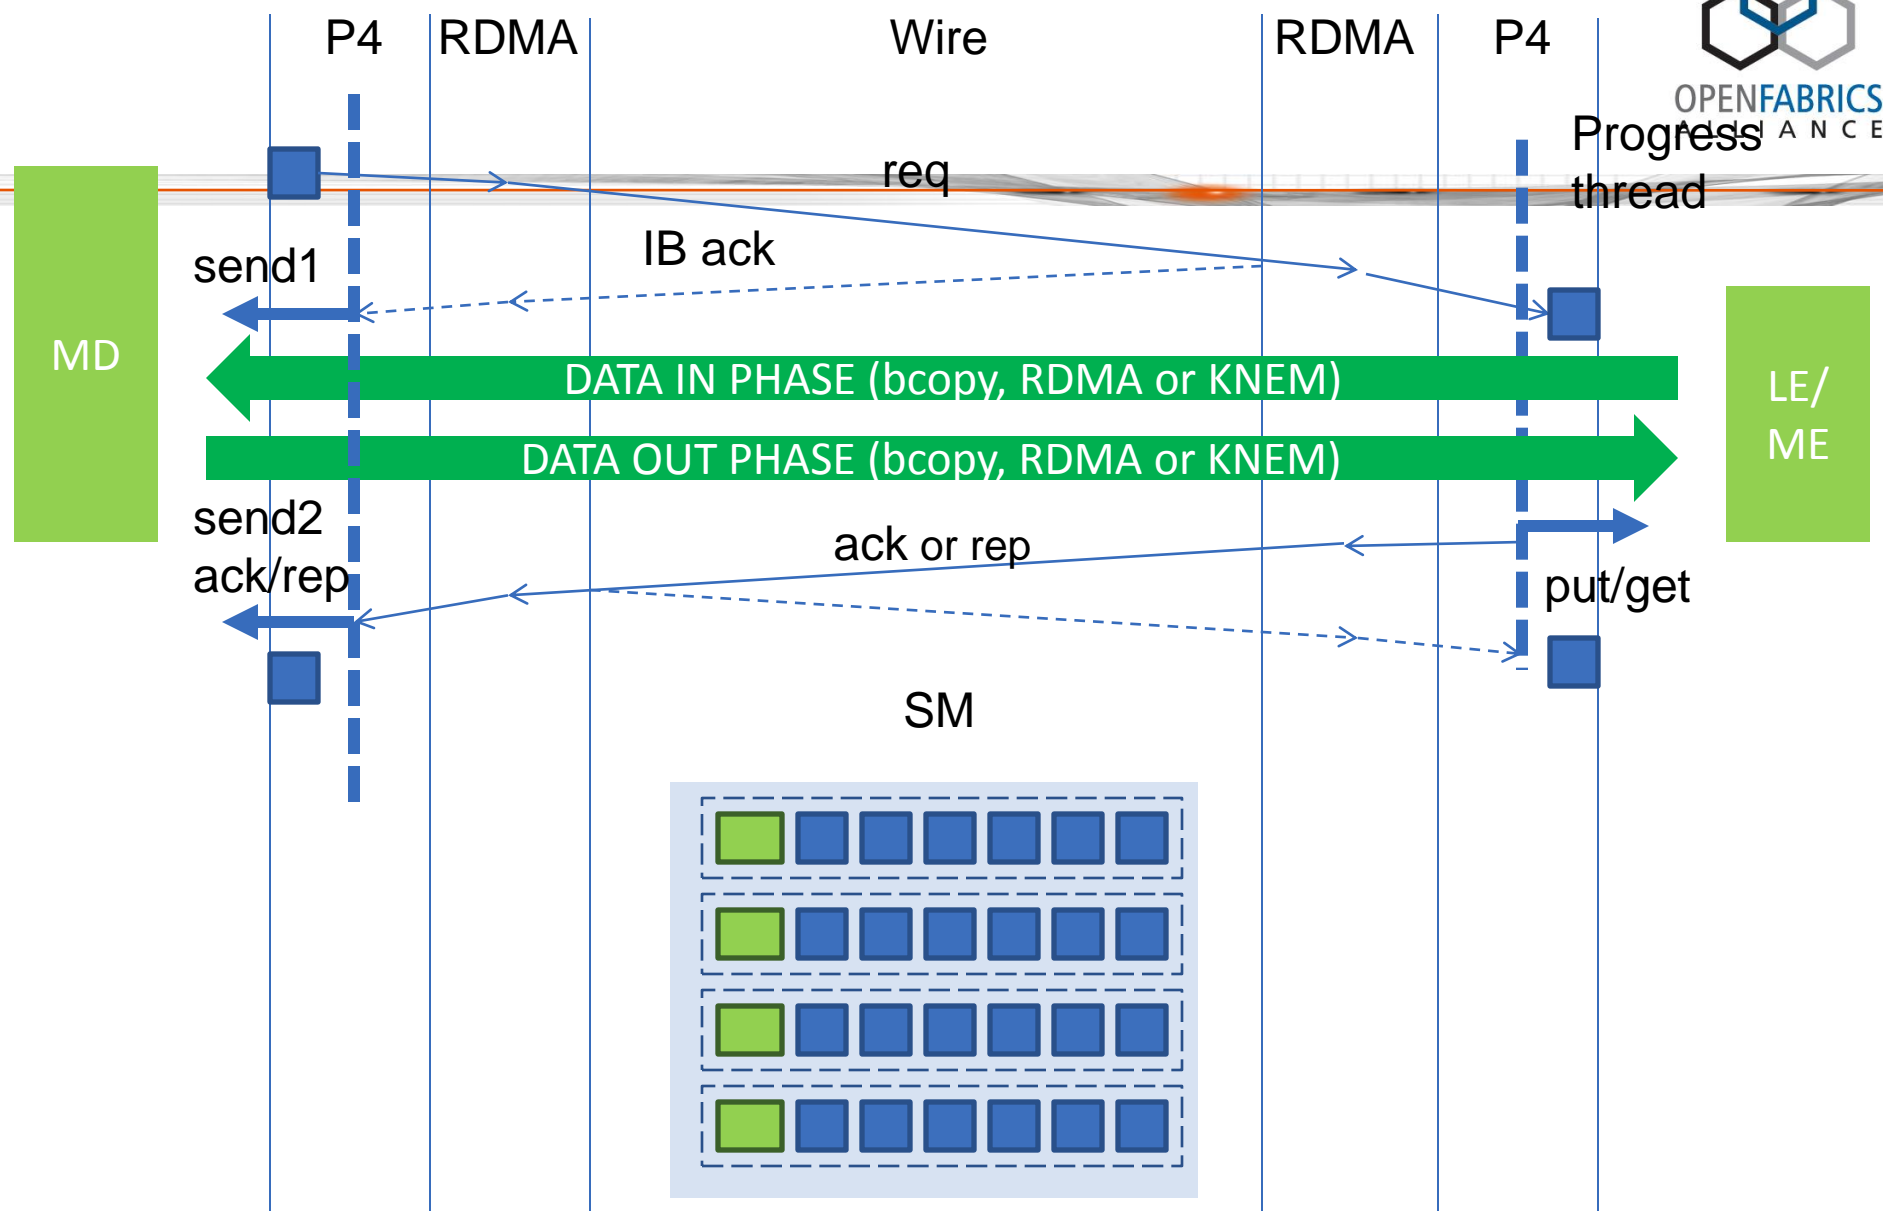 P4
RDMA
Wire
RDMA
P4
OPENFABRICS
ALLIANCE
Progress
thread
req
IB ack
send1
MD
DATA IN PHASE (bcopy, RDMA or KNEM)
LE/
ME
DATA OUT PHASE (bcopy, RDMA or KNEM)
send2
ack/rep
ack or rep
put/get
SM